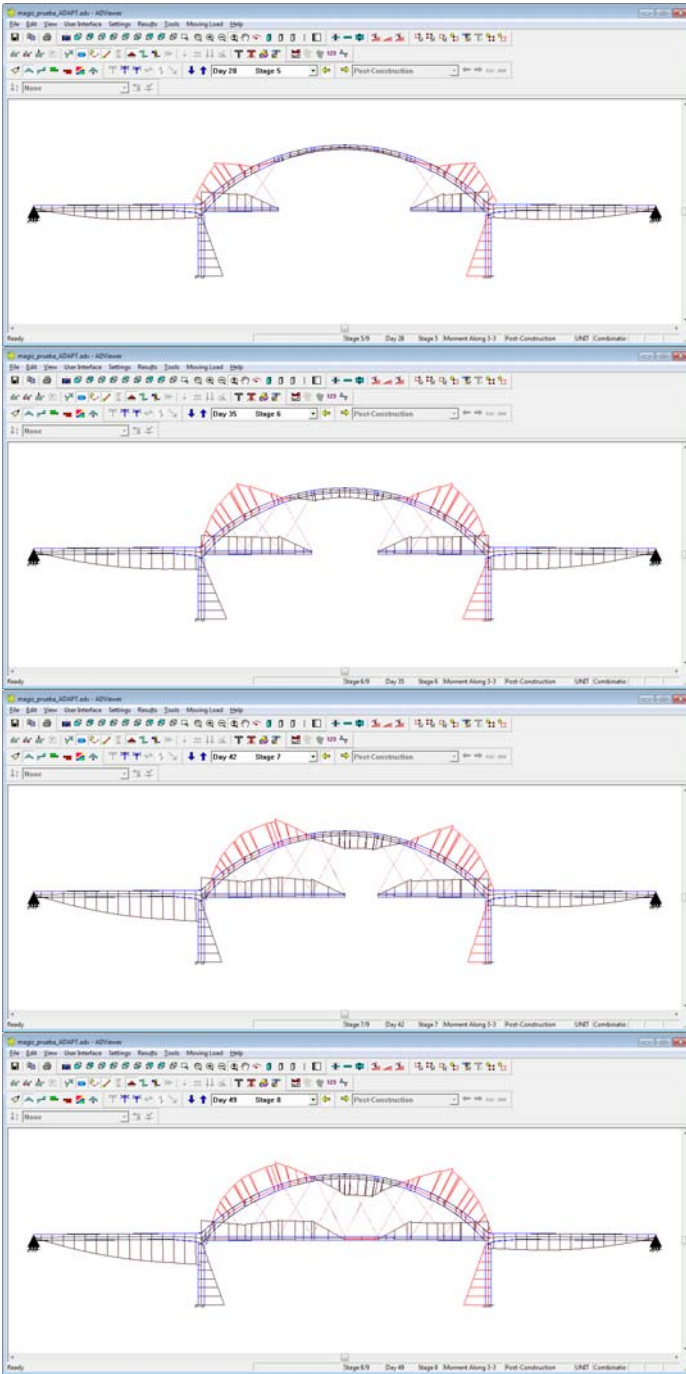 magic_prueba_ADAPT.adv - ADViewer
File Edit View User Interface Settings Results Tools Moving Load Help
Day 28 Stage 5 Post-Construction
None
Ready Stage 5/9 Day 28 Stage 5 Moment Along 3-3 Post-Construction UNIT Combinatio
magic_prueba_ADAPT.adv - ADViewer
File Edit View User Interface Settings Results Tools Moving Load Help
Day 35 Stage 6 Post-Construction
None
Ready Stage 6/9 Day 35 Stage 6 Moment Along 3-3 Post-Construction UNIT Combinatio
magic_prueba_ADAPT.adv - ADViewer
File Edit View User Interface Settings Results Tools Moving Load Help
Day 42 Stage 7 Post-Construction
None
Ready Stage 7/9 Day 42 Stage 7 Moment Along 3-3 Post-Construction UNIT Combinatio
magic_prueba_ADAPT.adv - ADViewer
File Edit View User Interface Settings Results Tools Moving Load Help
Day 49 Stage 8 Post-Construction
None
Ready Stage 8/9 Day 49 Stage 8 Moment Along 3-3 Post-Construction UNIT Combinatio